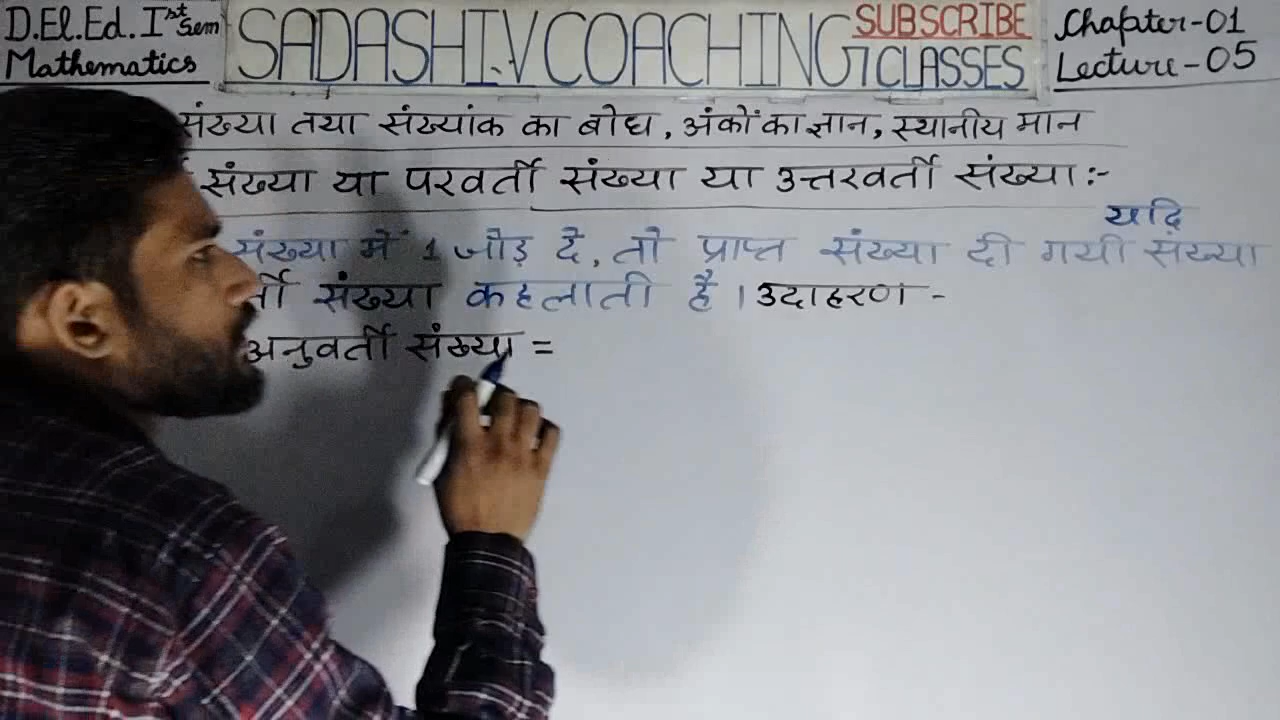 D.El.Ed. Ist Sem
Mathematics
SADASHIV COACHING CLASSES
SUBSCRIBE
Chapter-01
Lecture-05
संख्या तथा संख्यांक का बोध, अंकों का ज्ञान, स्थानीय मान
संख्या या परवर्ती संख्या या उत्तरवर्ती संख्या :-
यदि
संख्या में 1 जोड़ दे, तो प्राप्त संख्या दी गयी संख्या
संख्या कहलाती है। उदाहरण -
अनुवर्ती संख्या =